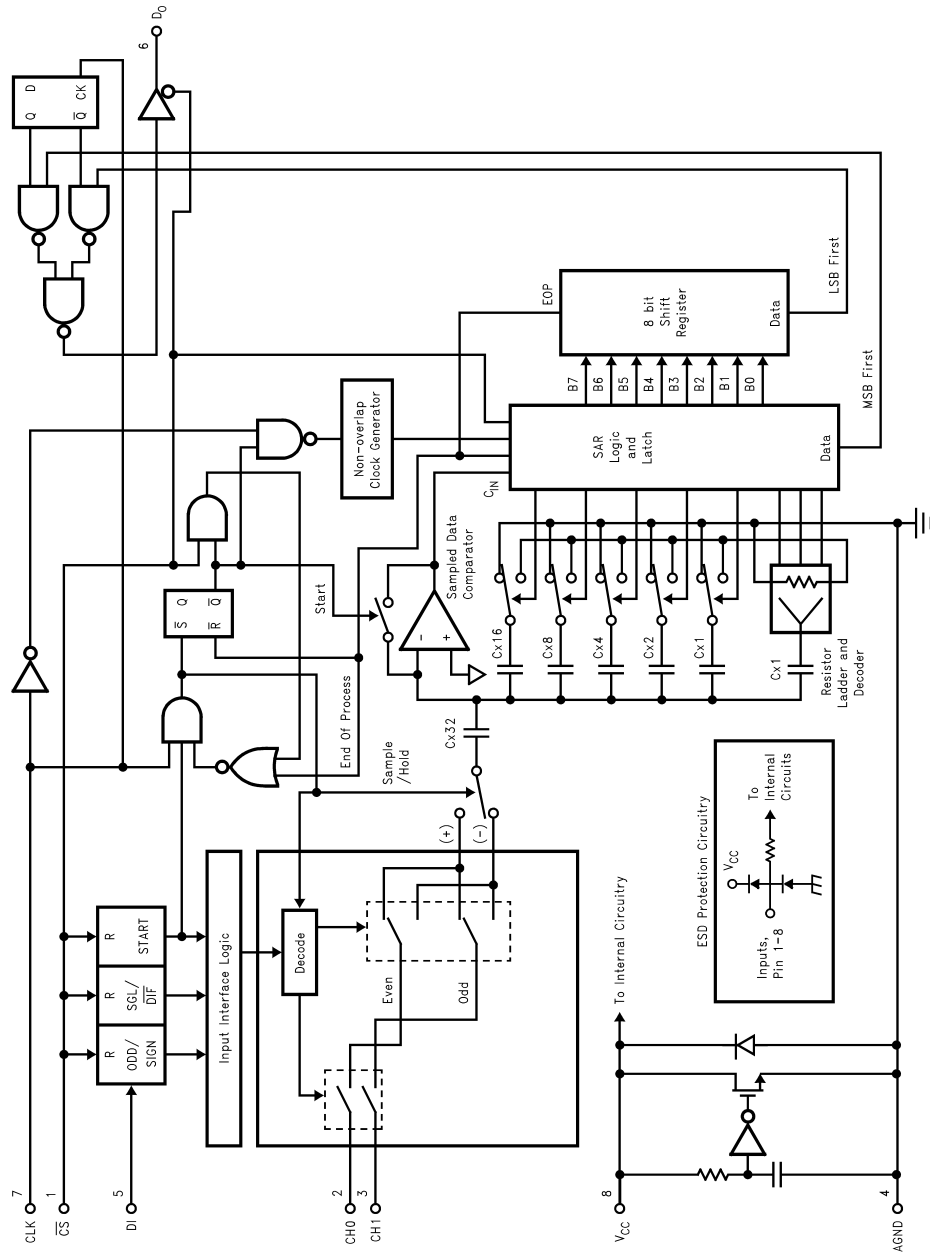 CLK
7
CS
1
DI
5
R
ODD/
SIGN
R
SGL/
DIF
R
START
Input Interface Logic
CH0
2
CH1
3
Decode
Even
Odd
(+)
(-)
Sample
/Hold
End Of Process
Start
S
Q
R
Q
Q
D
Q
CK
6
DO
Non-overlap
Clock Generator
Sampled Data
Comparator
-
+
CIN
SAR
Logic
and
Latch
Data
EOP
B7
B6
B5
B4
B3
B2
B1
B0
8 bit
Shift
Register
Data
LSB First
MSB First
Cx32
Cx16
Cx8
Cx4
Cx2
Cx1
Cx1
Resistor
Ladder and
Decoder
VCC
8
To Internal Circuitry
AGND
4
ESD Protection Circuitry
VCC
Inputs,
Pin 1-8
To
Internal
Circuits